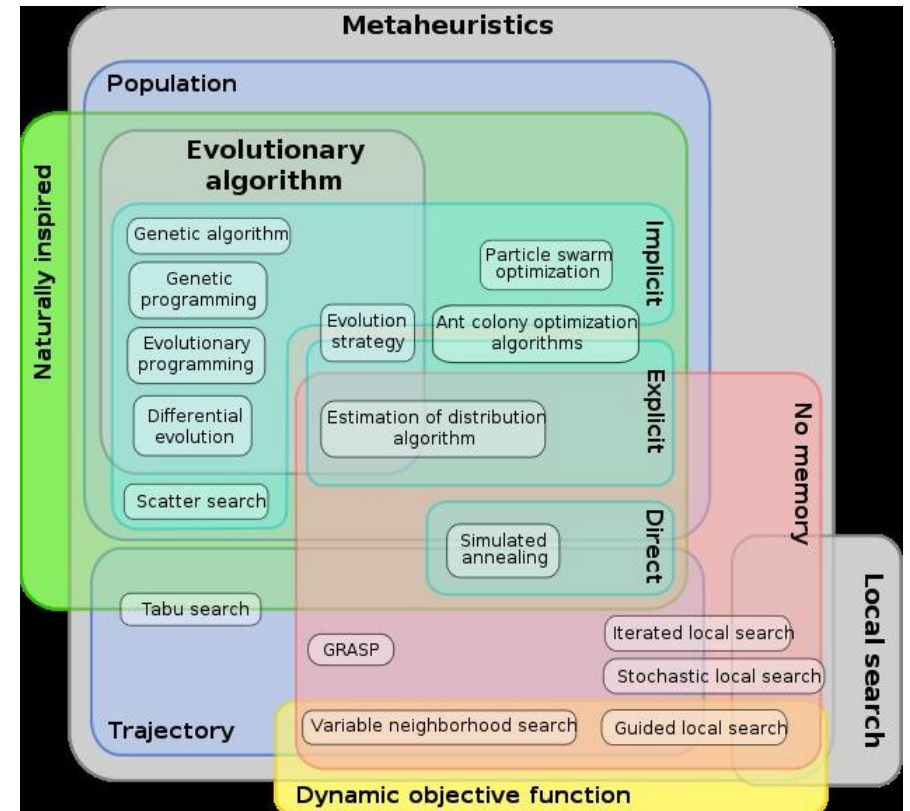 Metaheuristics
Population
Naturally inspired
Evolutionary
algorithm
Genetic algorithm
Genetic
programming
Evolutionary
programming
Differential
evolution
Scatter search
Evolution
strategy
Particle swarm
optimization
Ant colony optimization
algorithms
Implicit
Explicit
Estimation of distribution
algorithm
No memory
Direct
Simulated
annealing
Local search
Tabu search
GRASP
Iterated local search
Stochastic local search
Trajectory
Variable neighborhood search
Guided local search
Dynamic objective function